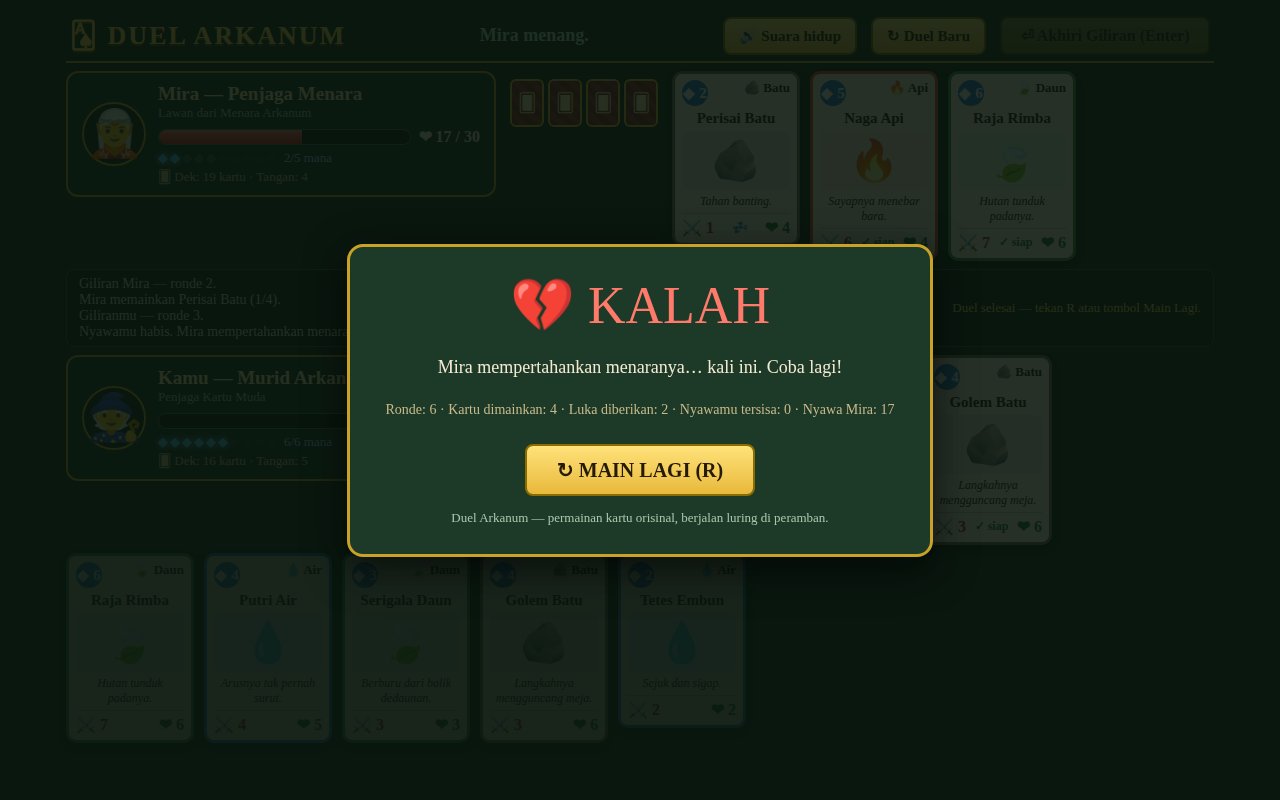 DUEL ARKANUM
Mira menang.
Suara hidup
↻ Duel Baru
⏎ Akhiri Giliran (Enter)
Mira — Penjaga Menara
Lawan dari Menara Arkanum
17 / 30
2/5 mana
Dek: 19 kartu · Tangan: 4
2
Batu
Perisai Batu
Tahan banting.
1
4
5
Api
Naga Api
Sayapnya menebar
bara.
6 ✓ siap 4
6
Daun
Raja Rimba
Hutan tunduk
padanya.
7 ✓ siap 6
Giliran Mira — ronde 2.
Mira memainkan Perisai Batu (1/4).
Giliranmu — ronde 3.
Nyawamu habis. Mira mempertahankan menara
Duel selesai — tekan R atau tombol Main Lagi.
KALAH
Mira mempertahankan menaranya… kali ini. Coba lagi!
Ronde: 6 · Kartu dimainkan: 4 · Luka diberikan: 2 · Nyawamu tersisa: 0 · Nyawa Mira: 17
↻ MAIN LAGI (R)
Duel Arkanum — permainan kartu orisinal, berjalan luring di peramban.
Kamu — Murid Arkan
Penjaga Kartu Muda
6/6 mana
Dek: 16 kartu · Tangan: 5
4
Batu
Golem Batu
Langkahnya
mengguncang meja.
3 ✓ siap 6
6
Daun
Raja Rimba
Hutan tunduk
padanya.
7 6
4
Air
Putri Air
Arusnya tak pernah
surut.
4 5
3
Daun
Serigala Daun
Berburu dari balik
dedaunan.
3 3
4
Batu
Golem Batu
Langkahnya
mengguncang meja.
3 6
2
Air
Tetes Embun
Sejuk dan sigap.
2 2